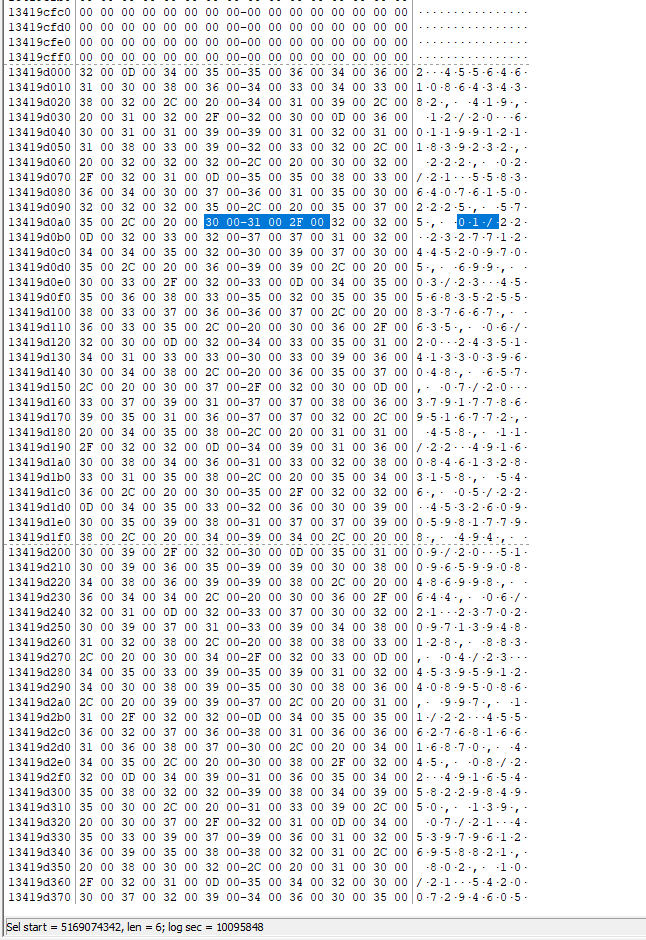 13419cfc0 00 00 00 00 00 00 00 00-00 00 00 00 00 00 00 00 ················
13419cfd0 00 00 00 00 00 00 00 00-00 00 00 00 00 00 00 00 ················
13419cfe0 00 00 00 00 00 00 00 00-00 00 00 00 00 00 00 00 ················
13419cff0 00 00 00 00 00 00 00 00-00 00 00 00 00 00 00 00 ················
13419d000 32 00 0D 00 34 00 35 00-35 00 36 00 34 00 36 00 2···4·5·5·6·4·6·
13419d010 31 00 30 00 38 00 36 00-34 00 33 00 34 00 33 00 1·0·8·6·4·3·4·3·
13419d020 38 00 32 00 2C 00 20 00-34 00 31 00 39 00 2C 00 8·2·,· ·4·1·9·,·
13419d030 20 00 31 00 32 00 2F 00-32 00 30 00 0D 00 36 00  ·1·2·/·2·0···6·
13419d040 30 00 31 00 31 00 39 00-39 00 31 00 32 00 31 00 0·1·1·9·9·1·2·1·
13419d050 31 00 38 00 33 00 39 00-32 00 33 00 32 00 2C 00 1·8·3·9·2·3·2·,·
13419d060 20 00 32 00 32 00 32 00-2C 00 20 00 30 00 32 00  ·2·2·2·,· ·0·2·
13419d070 2F 00 32 00 31 00 0D 00-35 00 35 00 38 00 33 00 /·2·1···5·5·8·3·
13419d080 36 00 34 00 30 00 37 00-36 00 31 00 35 00 30 00 6·4·0·7·6·1·5·0·
13419d090 32 00 32 00 32 00 35 00-2C 00 20 00 35 00 37 00 2·2·2·5·,· ·5·7·
13419d0a0 35 00 2C 00 20 00 30 00-31 00 2F 00 32 00 32 00 5·,· ·0·1·/·2·2·
13419d0b0 0D 00 32 00 33 00 32 00-37 00 37 00 31 00 32 00 ··2·3·2·7·7·1·2·
13419d0c0 34 00 34 00 35 00 32 00-30 00 39 00 37 00 30 00 4·4·5·2·0·9·7·0·
13419d0d0 35 00 2C 00 20 00 36 00-39 00 39 00 2C 00 20 00 5·,· ·6·9·9·,· ·
13419d0e0 30 00 33 00 2F 00 32 00-33 00 0D 00 34 00 35 00 0·3·/·2·3···4·5·
13419d0f0 35 00 36 00 38 00 33 00-35 00 32 00 35 00 35 00 5·6·8·3·5·2·5·5·
13419d100 38 00 33 00 37 00 36 00-36 00 37 00 2C 00 20 00 8·3·7·6·6·7·,· ·
13419d110 36 00 33 00 35 00 2C 00-20 00 30 00 36 00 2F 00 6·3·5·,· ·0·6·/·
13419d120 32 00 30 00 0D 00 32 00-34 00 33 00 35 00 31 00 2·0···2·4·3·5·1·
13419d130 34 00 31 00 33 00 33 00-30 00 33 00 39 00 36 00 4·1·3·3·0·3·9·6·
13419d140 30 00 34 00 38 00 2C 00-20 00 36 00 35 00 37 00 0·4·8·,· ·6·5·7·
13419d150 2C 00 20 00 30 00 37 00-2F 00 32 00 30 00 0D 00 ,· ·0·7·/·2·0···
13419d160 33 00 37 00 39 00 31 00-37 00 37 00 38 00 36 00 3·7·9·1·7·7·8·6·
13419d170 39 00 35 00 31 00 36 00-37 00 37 00 32 00 2C 00 9·5·1·6·7·7·2·,·
13419d180 20 00 34 00 35 00 38 00-2C 00 20 00 31 00 31 00  ·4·5·8·,· ·1·1·
13419d190 2F 00 32 00 32 00 0D 00-34 00 39 00 31 00 36 00 /·2·2···4·9·1·6·
13419d1a0 30 00 38 00 34 00 36 00-31 00 33 00 32 00 38 00 0·8·4·6·1·3·2·8·
13419d1b0 33 00 31 00 35 00 38 00-2C 00 20 00 35 00 34 00 3·1·5·8·,· ·5·4·
13419d1c0 36 00 2C 00 20 00 30 00-35 00 2F 00 32 00 32 00 6·,· ·0·5·/·2·2·
13419d1d0 0D 00 34 00 35 00 33 00-32 00 36 00 30 00 39 00 ··4·5·3·2·6·0·9·
13419d1e0 30 00 35 00 39 00 38 00-31 00 37 00 37 00 39 00 0·5·9·8·1·7·7·9·
13419d1f0 38 00 2C 00 20 00 34 00-39 00 34 00 2C 00 20 00 8·,· ·4·9·4·,· ·
13419d200 30 00 39 00 2F 00 32 00-30 00 0D 00 35 00 31 00 0·9·/·2·0···5·1·
13419d210 30 00 39 00 36 00 35 00-39 00 39 00 30 00 38 00 0·9·6·5·9·9·0·8·
13419d220 34 00 38 00 36 00 39 00-39 00 38 00 2C 00 20 00 4·8·6·9·9·8·,· ·
13419d230 36 00 34 00 34 00 2C 00-20 00 30 00 36 00 2F 00 6·4·4·,· ·0·6·/·
13419d240 32 00 31 00 0D 00 32 00-33 00 37 00 30 00 32 00 2·1···2·3·7·0·2·
13419d250 30 00 39 00 37 00 31 00-33 00 39 00 34 00 38 00 0·9·7·1·3·9·4·8·
13419d260 31 00 32 00 38 00 2C 00-20 00 38 00 38 00 33 00 1·2·8·,· ·8·8·3·
13419d270 2C 00 20 00 30 00 34 00-2F 00 32 00 33 00 0D 00 ,· ·0·4·/·2·3···
13419d280 34 00 35 00 33 00 39 00-35 00 39 00 31 00 32 00 4·5·3·9·5·9·1·2·
13419d290 34 00 30 00 38 00 39 00-35 00 30 00 38 00 36 00 4·0·8·9·5·0·8·6·
13419d2a0 2C 00 20 00 39 00 39 00-37 00 2C 00 20 00 31 00 ,· ·9·9·7·,· ·1·
13419d2b0 31 00 2F 00 32 00 32 00-0D 00 34 00 35 00 35 00 1·/·2·2···4·5·5·
13419d2c0 36 00 32 00 37 00 36 00-38 00 31 00 36 00 36 00 6·2·7·6·8·1·6·6·
13419d2d0 31 00 36 00 38 00 37 00-30 00 2C 00 20 00 34 00 1·6·8·7·0·,· ·4·
13419d2e0 34 00 35 00 2C 00 20 00-30 00 38 00 2F 00 32 00 4·5·,· ·0·8·/·2·
13419d2f0 32 00 0D 00 34 00 39 00-31 00 36 00 35 00 34 00 2···4·9·1·6·5·4·
13419d300 35 00 38 00 32 00 32 00-39 00 38 00 34 00 39 00 5·8·2·2·9·8·4·9·
13419d310 35 00 30 00 2C 00 20 00-31 00 33 00 39 00 2C 00 5·0·,· ·1·3·9·,·
13419d320 20 00 30 00 37 00 2F 00-32 00 31 00 0D 00 34 00  ·0·7·/·2·1···4·
13419d330 35 00 33 00 39 00 37 00-39 00 36 00 31 00 32 00 5·3·9·7·9·6·1·2·
13419d340 36 00 39 00 35 00 38 00-38 00 32 00 31 00 2C 00 6·9·5·8·8·2·1·,·
13419d350 20 00 38 00 30 00 32 00-2C 00 20 00 31 00 30 00  ·8·0·2·,· ·1·0·
13419d360 2F 00 32 00 31 00 0D 00-35 00 34 00 32 00 30 00 /·2·1···5·4·2·0·
13419d370 30 00 37 00 32 00 39 00-34 00 36 00 30 00 35 00 0·7·2·9·4·6·0·5·
Sel start = 5169074342, len = 6; log sec = 10095848